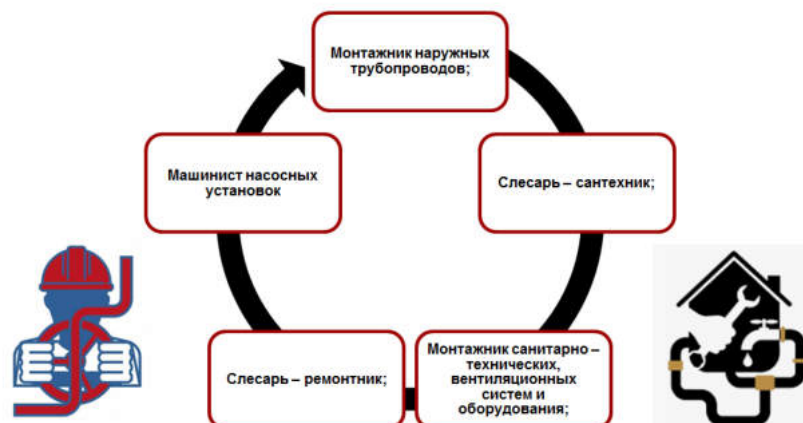 Монтажник наружных
трубопроводов;
Слесарь – сантехник;
Монтажник санитарно –
технических,
вентиляционных
систем и
оборудования;
Слесарь – ремонтник;
Машинист насосных
установок